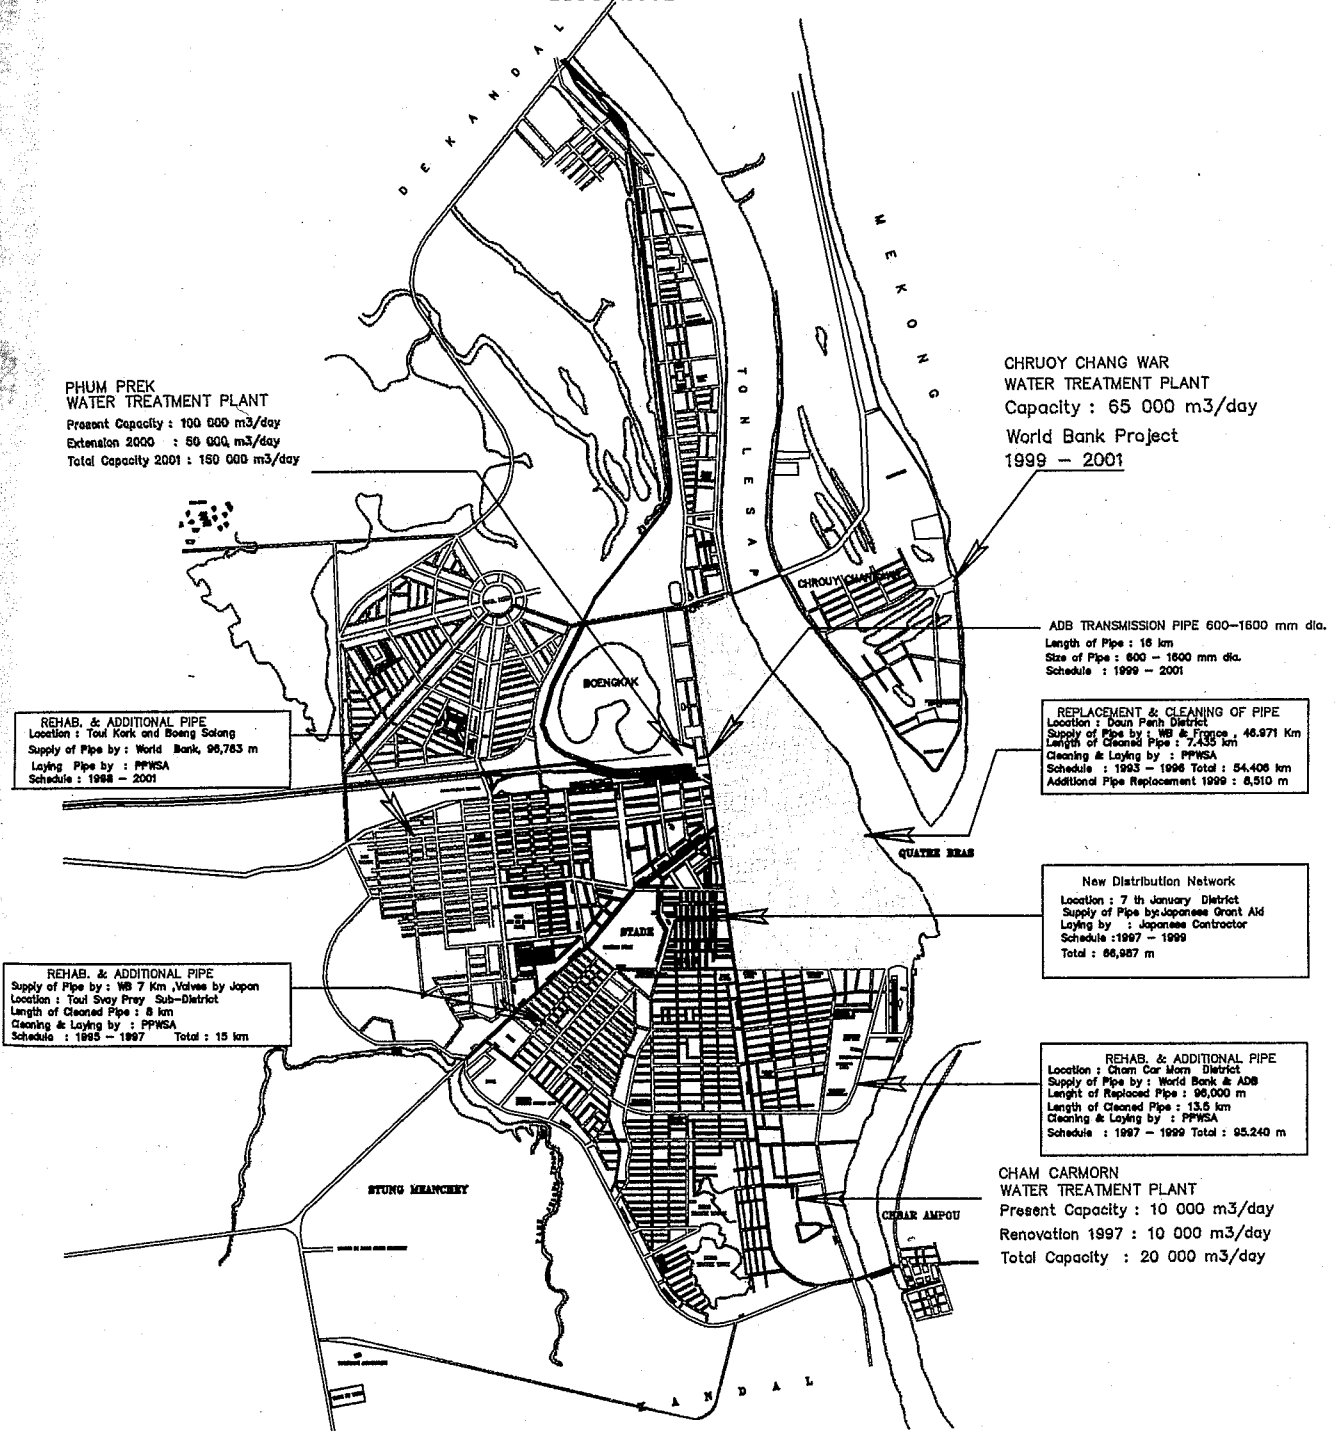 DEKANDAL
MEKONG
TONLESAP
PHUM PREK
WATER TREATMENT PLANT
Present Capacity : 100 000 m3/day
Extension 2000 : 50 000 m3/day
Total Capacity 2001 : 150 000 m3/day
CHRUOY CHANG WAR
WATER TREATMENT PLANT
Capacity : 65 000 m3/day
World Bank Project
1999 - 2001
CHROUY CHANGWAR
ADB TRANSMISSION PIPE 600-1600 mm dia.
Length of Pipe : 16 km
Size of Pipe : 600 - 1600 mm dia.
Schedule : 1999 - 2001
BOENGKAK
REHAB. & ADDITIONAL PIPE
Location : Toul Kork and Boeng Salang
Supply of Pipe by : World Bank, 96,763 m
Laying Pipe by : PPWSA
Schedule : 1998 - 2001
REPLACEMENT & CLEANING OF PIPE
Location : Daun Penh District
Supply of Pipe by : WB & France , 46.971 Km
Length of Cleaned Pipe : 7.435 km
Cleaning & Laying by : PPWSA
Schedule : 1993 - 1996 Total : 54.406 km
Additional Pipe Replacement 1999 : 8,510 m
QUATRE BRAS
New Distribution Network
Location : 7 th January District
Supply of Pipe by:Japanese Grant Aid
Laying by : Japanese Contractor
Schedule :1997 - 1999
Total : 66,987 m
STADE
REHAB. & ADDITIONAL PIPE
Supply of Pipe by : WB 7 Km ,Valves by Japan
Location : Toul Svay Prey Sub-District
Length of Cleaned Pipe : 8 km
Cleaning & Laying by : PPWSA
Schedule : 1995 - 1997 Total : 15 km
REHAB. & ADDITIONAL PIPE
Location : Cham Car Morn District
Supply of Pipe by : World Bank & ADB
Lenght of Replaced Pipe : 96,000 m
Length of Cleaned Pipe : 13.5 km
Cleaning & Laying by : PPWSA
Schedule : 1997 - 1999 Total : 95.240 m
CHAM CARMORN
WATER TREATMENT PLANT
Present Capacity : 10 000 m3/day
Renovation 1997 : 10 000 m3/day
Total Capacity : 20 000 m3/day
STUNG MEANCHEY
CHBAR AMPOU
KANDAL